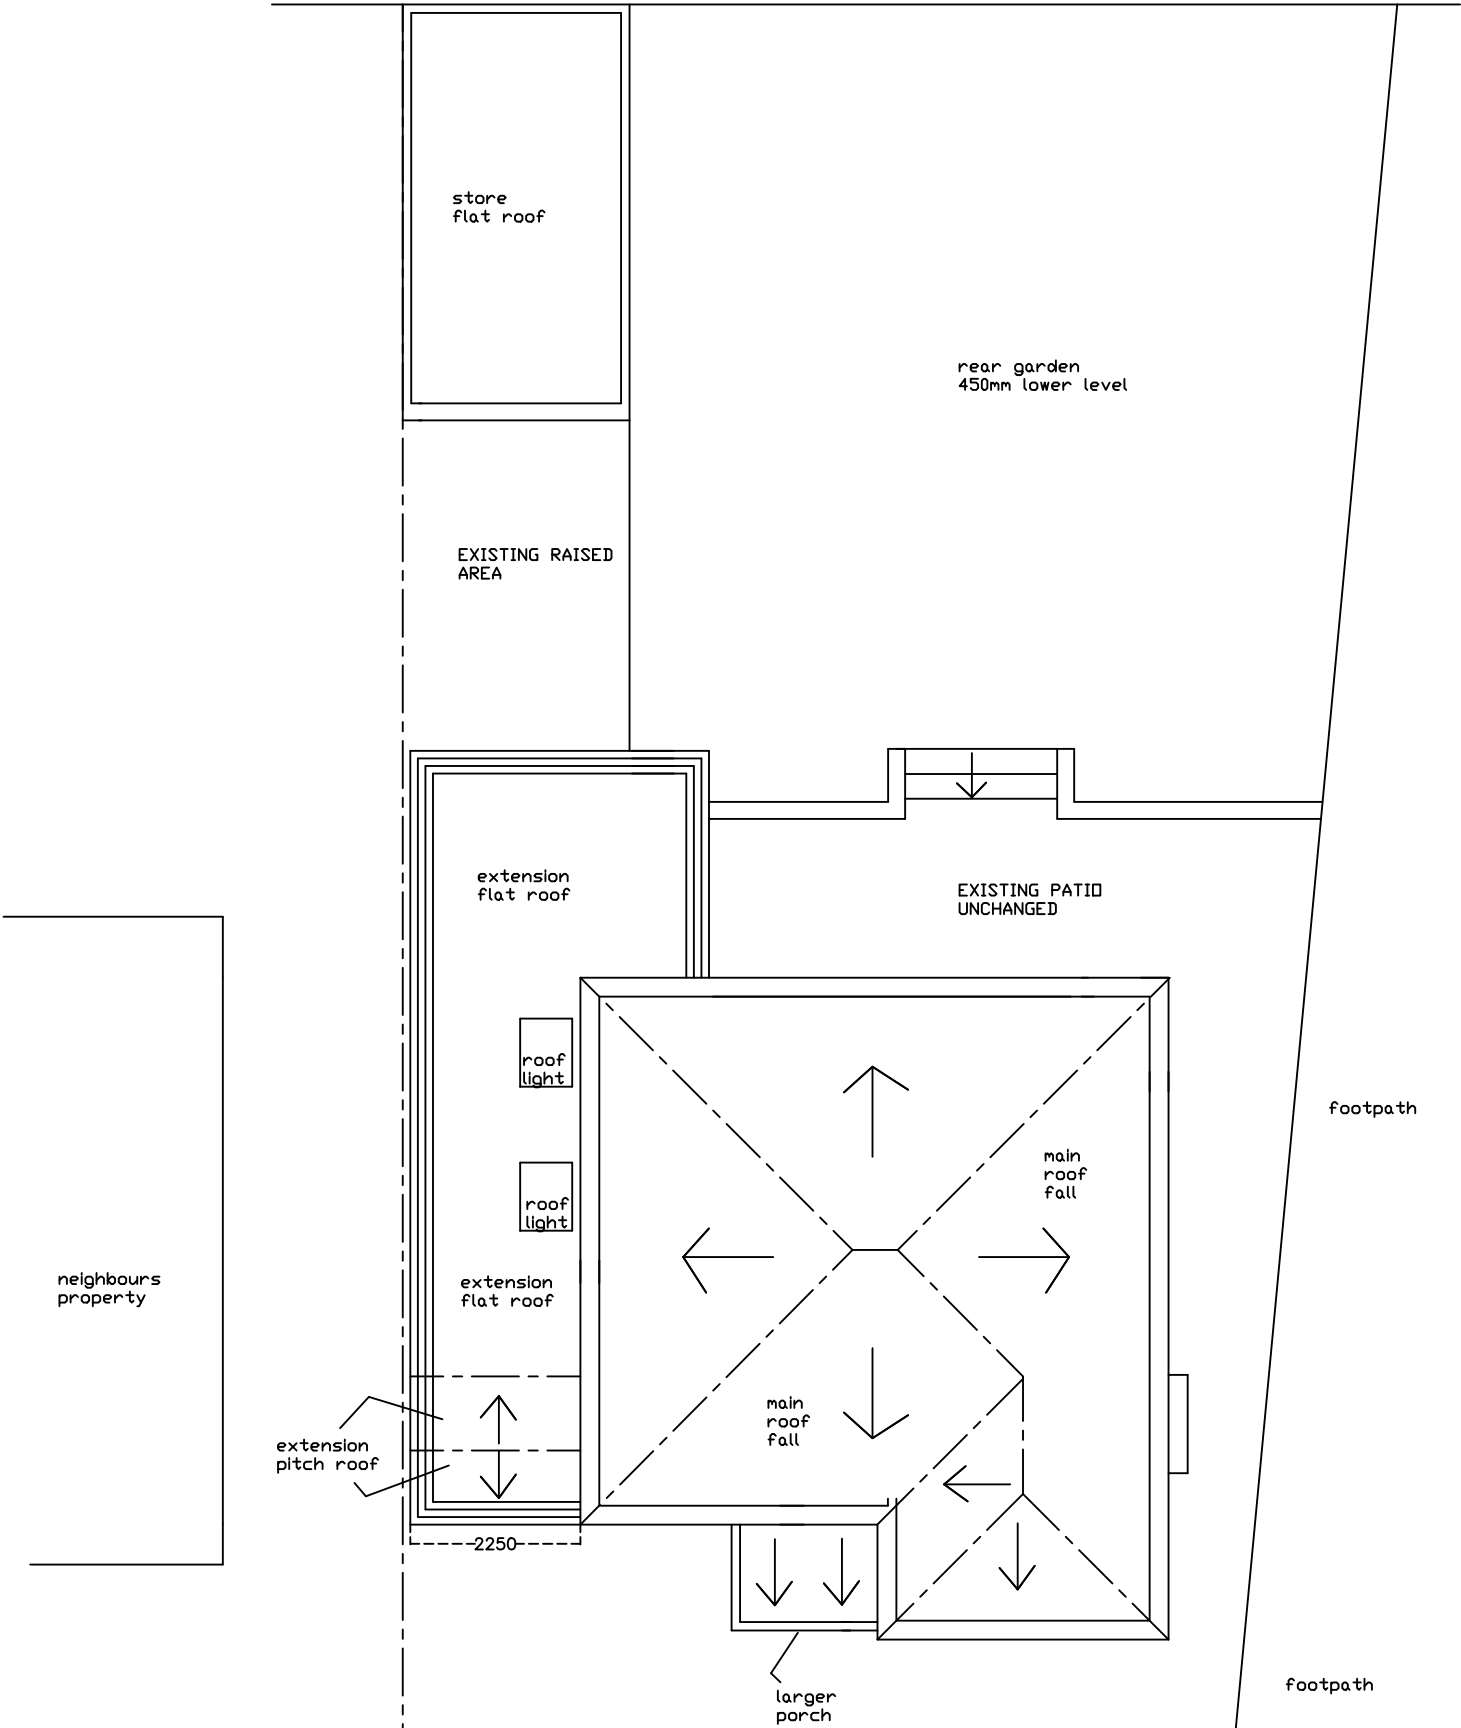 store
flat roof
rear garden
450mm lower level
EXISTING RAISED
AREA
extension
flat roof
EXISTING PATIO
UNCHANGED
roof
light
footpath
main
roof
fall
roof
light
neighbours
property
extension
flat roof
main
roof
fall
extension
pitch roof
2250
larger
porch
footpath